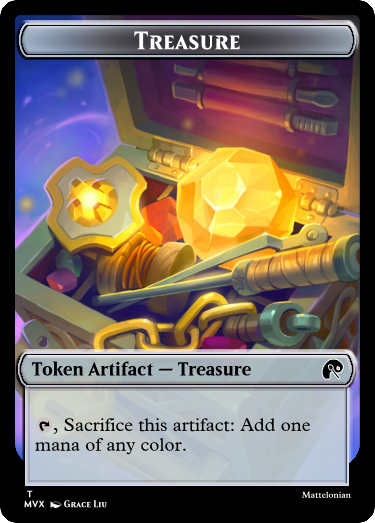 Treasure
Token Artifact — Treasure
, Sacrifice this artifact: Add one
mana of any color.
T
MVX Grace Liu
Mattelonian